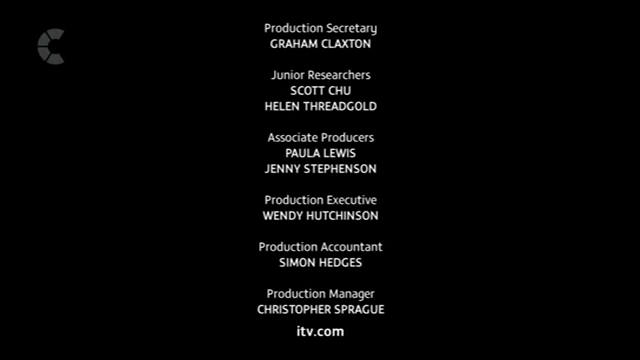 Production Secretary
GRAHAM CLAXTON
Junior Researchers
SCOTT CHU
HELEN THREADGOLD
Associate Producers
PAULA LEWIS
JENNY STEPHENSON
Production Executive
WENDY HUTCHINSON
Production Accountant
SIMON HEDGES
Production Manager
CHRISTOPHER SPRAGUE
itv.com